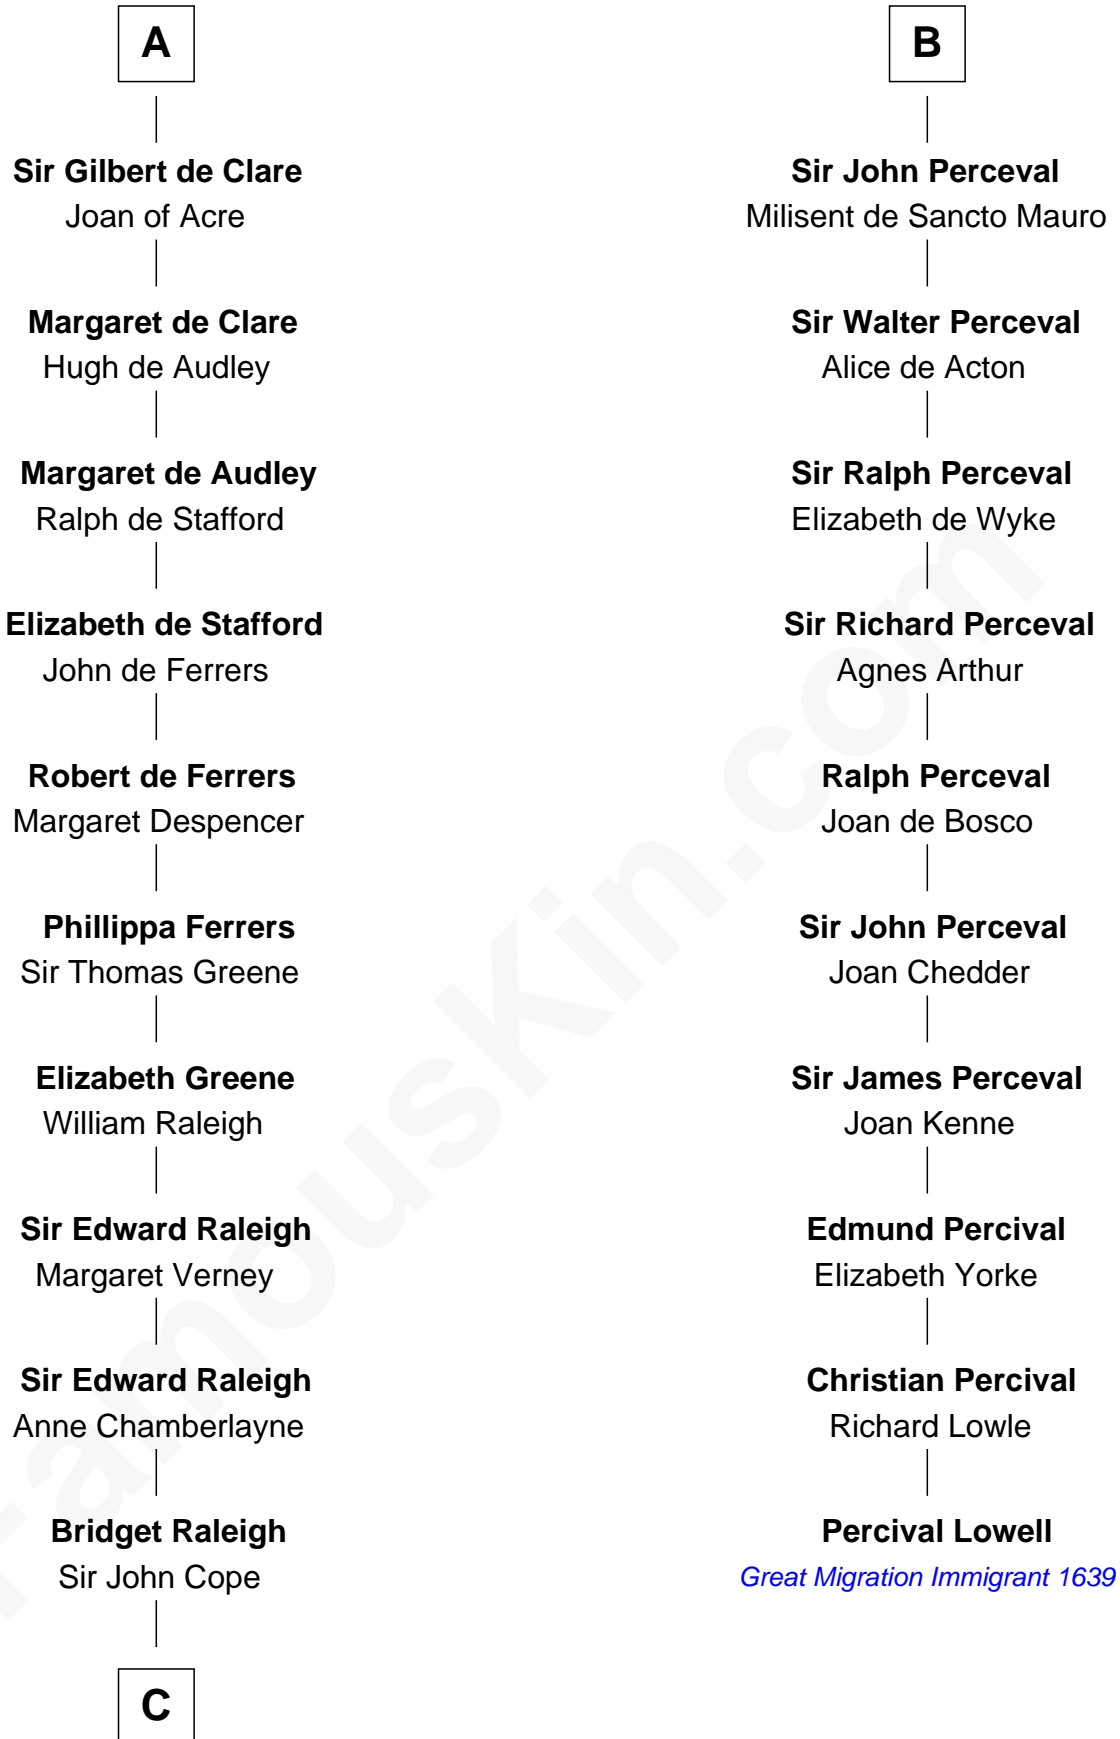 A
Sir Gilbert de Clare
Joan of Acre
Margaret de Clare
Hugh de Audley
Margaret de Audley
Ralph de Stafford
Elizabeth de Stafford
John de Ferrers
Robert de Ferrers
Margaret Despencer
Phillippa Ferrers
Sir Thomas Greene
Elizabeth Greene
William Raleigh
Sir Edward Raleigh
Margaret Verney
Sir Edward Raleigh
Anne Chamberlayne
Bridget Raleigh
Sir John Cope
C
B
Sir John Perceval
Milisent de Sancto Mauro
Sir Walter Perceval
Alice de Acton
Sir Ralph Perceval
Elizabeth de Wyke
Sir Richard Perceval
Agnes Arthur
Ralph Perceval
Joan de Bosco
Sir John Perceval
Joan Chedder
Sir James Perceval
Joan Kenne
Edmund Percival
Elizabeth Yorke
Christian Percival
Richard Lowle
Percival Lowell
Great Migration Immigrant 1639
FamousKin.com